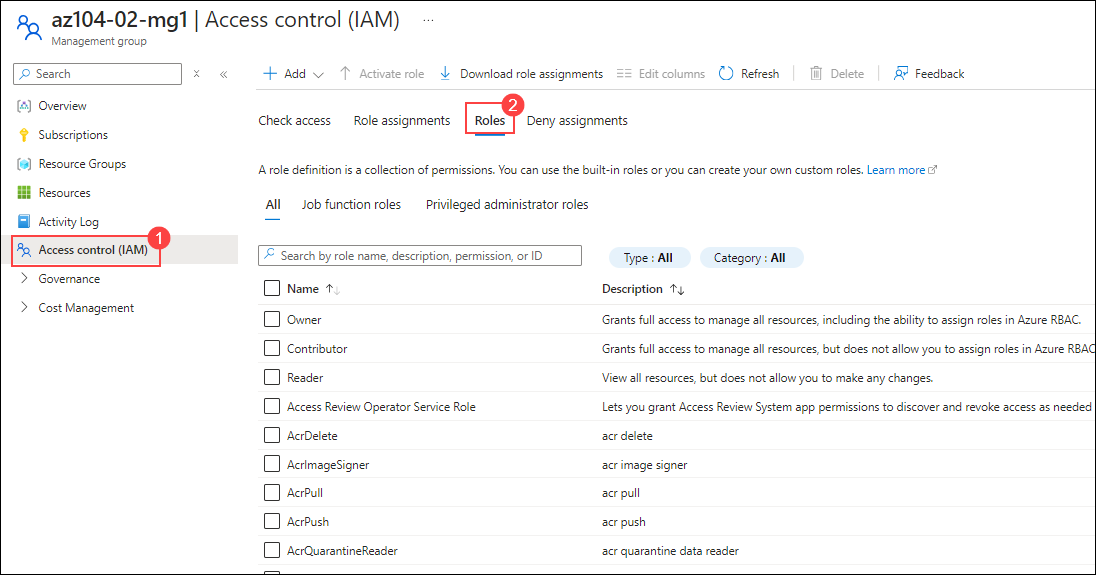 az104-02-mg1 | Access control (IAM) ...
Management group
Search
Add Activate role Download role assignments Edit columns Refresh Delete Feedback
Overview
Subscriptions
Resource Groups
Resources
Activity Log
Access control (IAM) 1
Governance
Cost Management
Check access Role assignments Roles 2 Deny assignments
A role definition is a collection of permissions. You can use the built-in roles or you can create your own custom roles. Learn more
All Job function roles Privileged administrator roles
Search by role name, description, permission, or ID Type : All Category : All
Name Description
Owner Grants full access to manage all resources, including the ability to assign roles in Azure RBAC.
Contributor Grants full access to manage all resources, but does not allow you to assign roles in Azure RBAC
Reader View all resources, but does not allow you to make any changes.
Access Review Operator Service Role Lets you grant Access Review System app permissions to discover and revoke access as needed
AcrDelete acr delete
AcrImageSigner acr image signer
AcrPull acr pull
AcrPush acr push
AcrQuarantineReader acr quarantine data reader